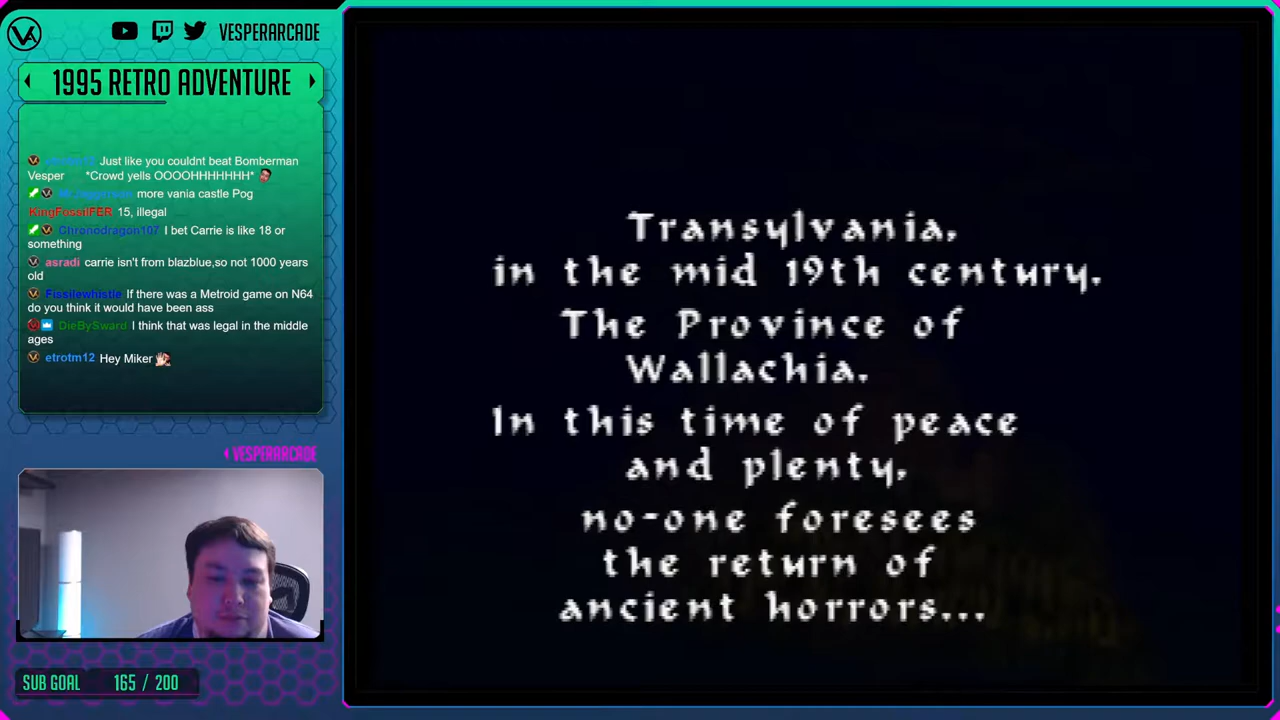 VESPERARCADE
1995 RETRO ADVENTURE
Just like you couldnt beat Bomberman
Vesper *Crowd yells OOOOHHHHHHH*
more vania castle Pog
KingFossilFER 15, illegal
Chronodragon107 I bet Carrie is like 18 or
something
asradi carrie isn't from blazblue,so not 1000 years
old
Fissilewhistle If there was a Metroid game on N64
do you think it would have been ass
DieBySward I think that was legal in the middle
ages
etrotm12 Hey Miker
VESPERARCADE
SUB GOAL 165 / 200
Transylvania,
in the mid 19th century.
The Province of
Wallachia.
In this time of peace
and plenty,
no-one foresees
the return of
ancient horrors...